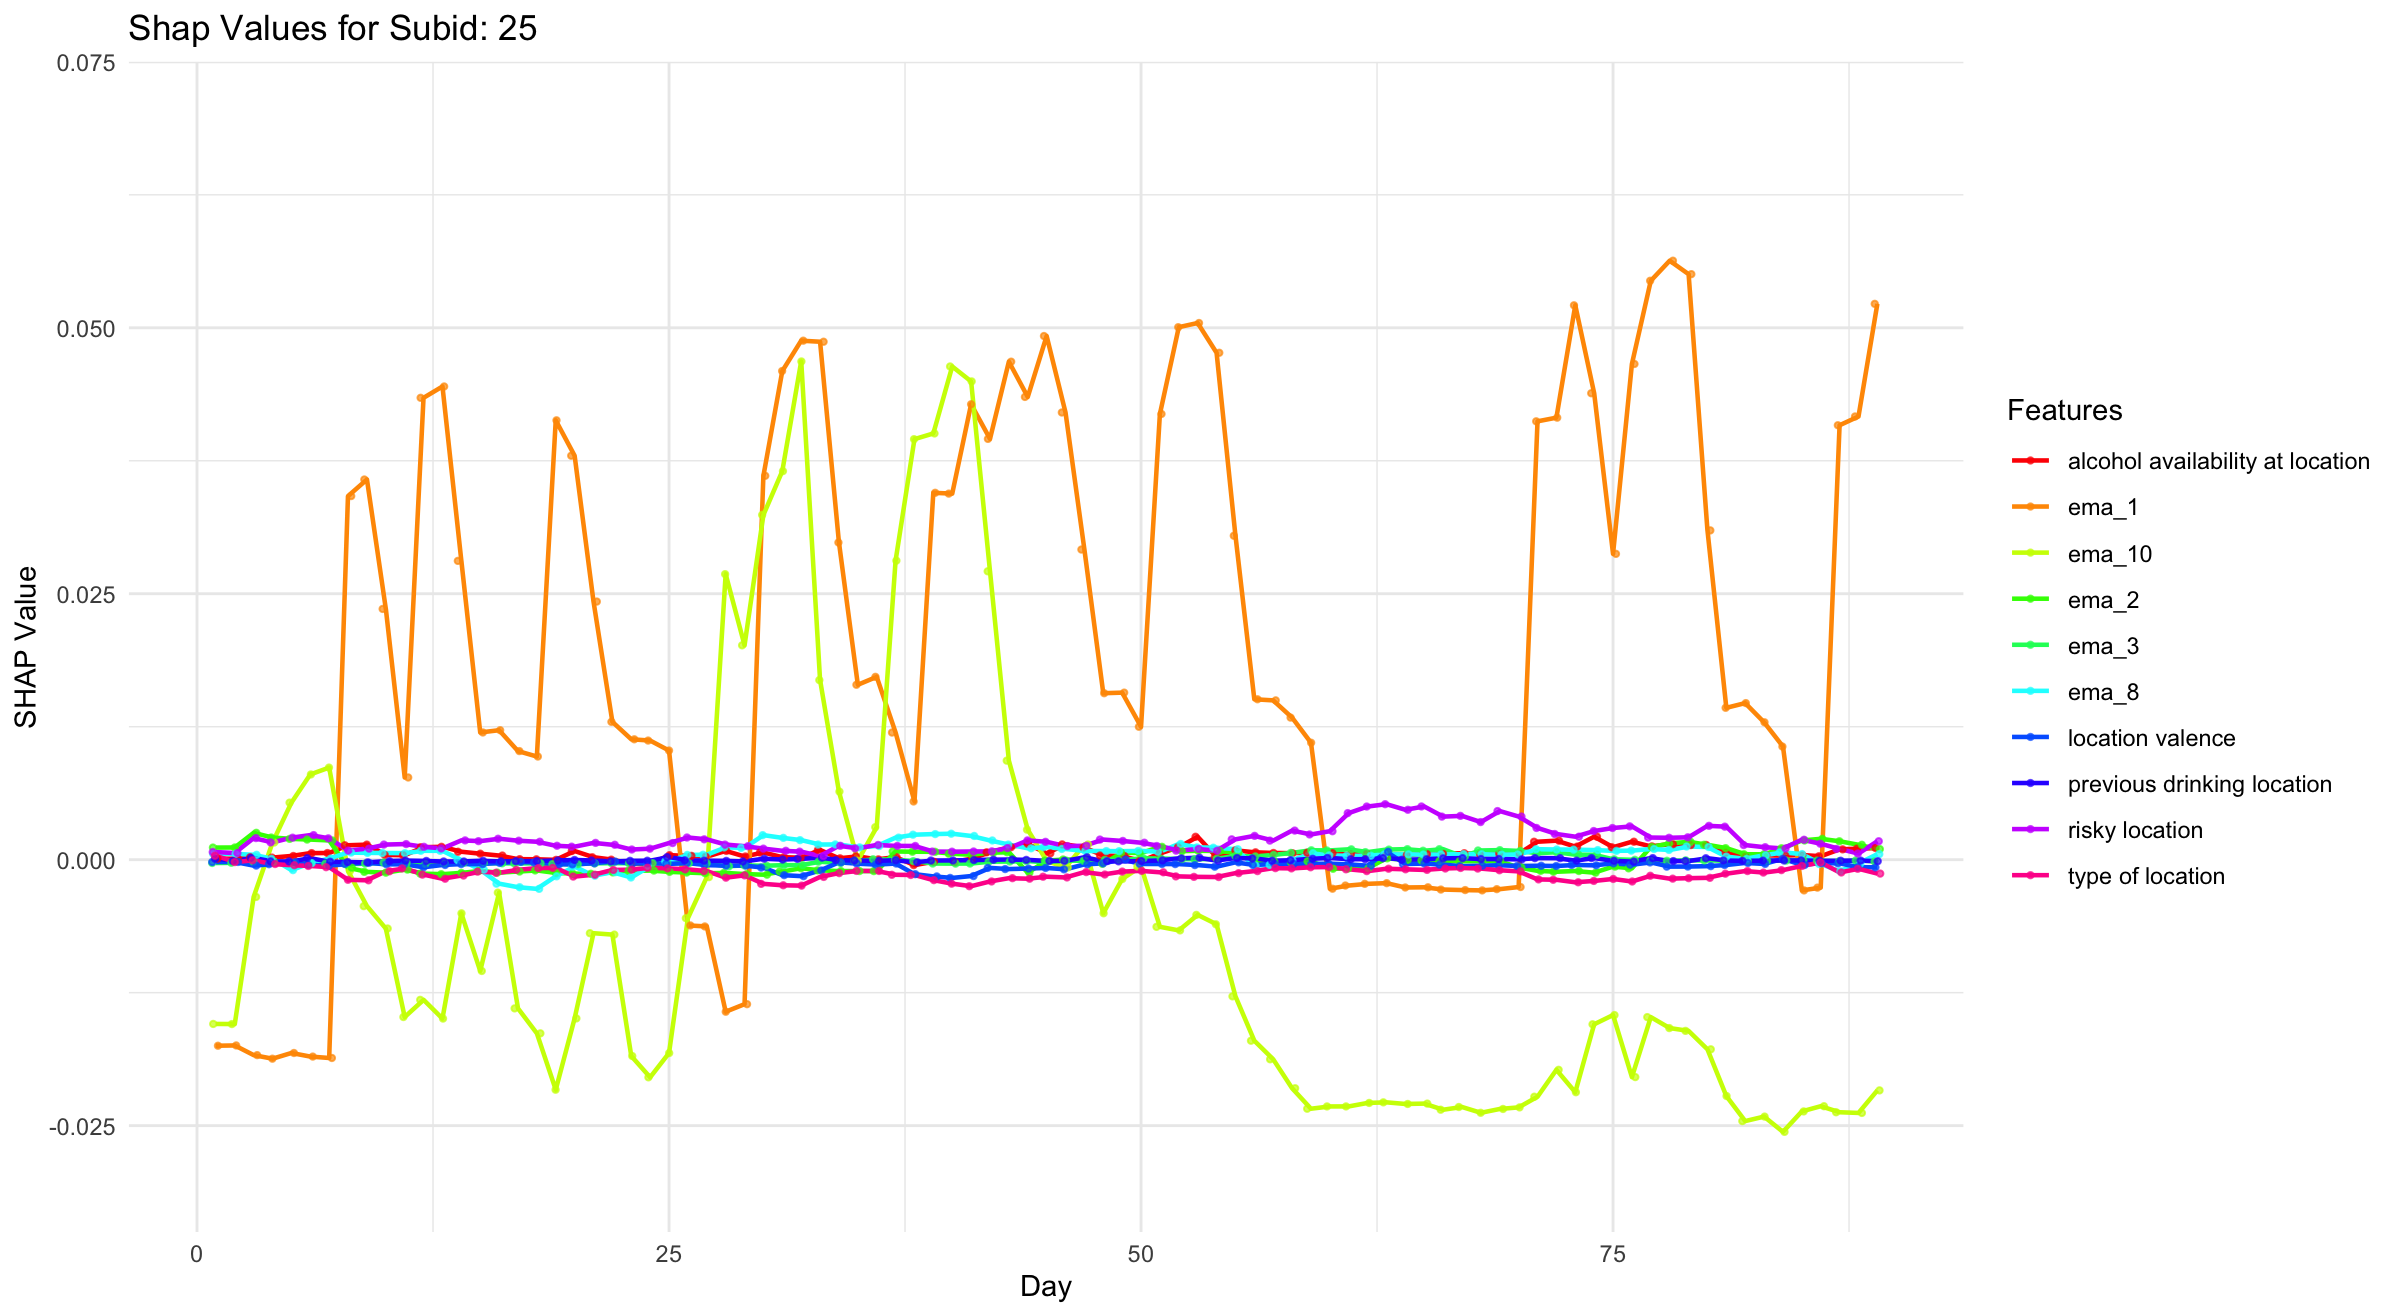 Shap Values for Subid: 25
0.075
0.050
0.025
0.000
-0.025
SHAP Value
0
25
50
75
Day
Features
alcohol availability at location
ema_1
ema_10
ema_2
ema_3
ema_8
location valence
previous drinking location
risky location
type of location